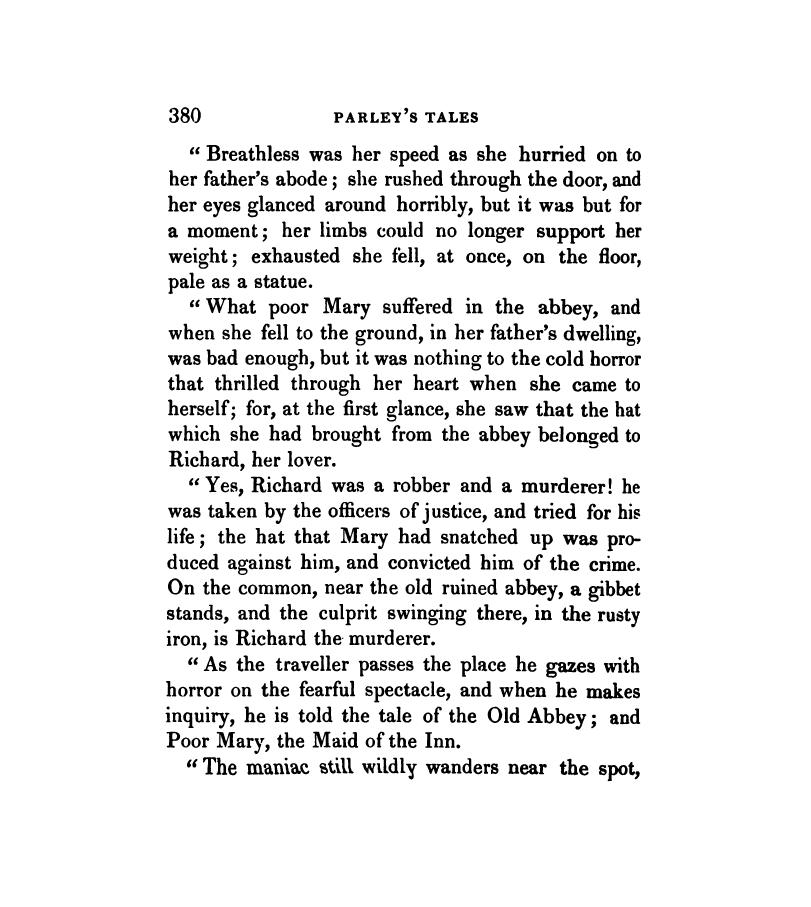 380 PARLEY'S TALES
“ Breathless was her speed as she hurried on to
her father's abode ; she rushed through the door, and
her eyes glanced around horribly, but it was but for
a moment ; her limbs could no longer support her
weight ; exhausted she fell, at once, on the floor,
pale as a statue.
“ What poor Mary suffered in the abbey, and
when she fell to the ground, in her father's dwelling,
was bad enough, but it was nothing to the cold horror
that thrilled through her heart when she came to
herself ; for, at the first glance, she saw that the hat
which she had brought from the abbey belonged to
Richard, her lover.
“ Yes, Richard was a robber and a murderer! he
was taken by the officers of justice, and tried for his
life ; the hat that Mary had snatched up was pro-
duced against him, and convicted him of the crime.
On the common, near the old ruined abbey, a gibbet
stands, and the culprit swinging there, in the rusty
iron, is Richard the murderer.
“ As the traveller passes the place he gazes with
horror on the fearful spectacle, and when he makes
inquiry, he is told the tale of the Old Abbey ; and
Poor Mary, the Maid of the Inn.
“ The maniac still wildly wanders near the spot,